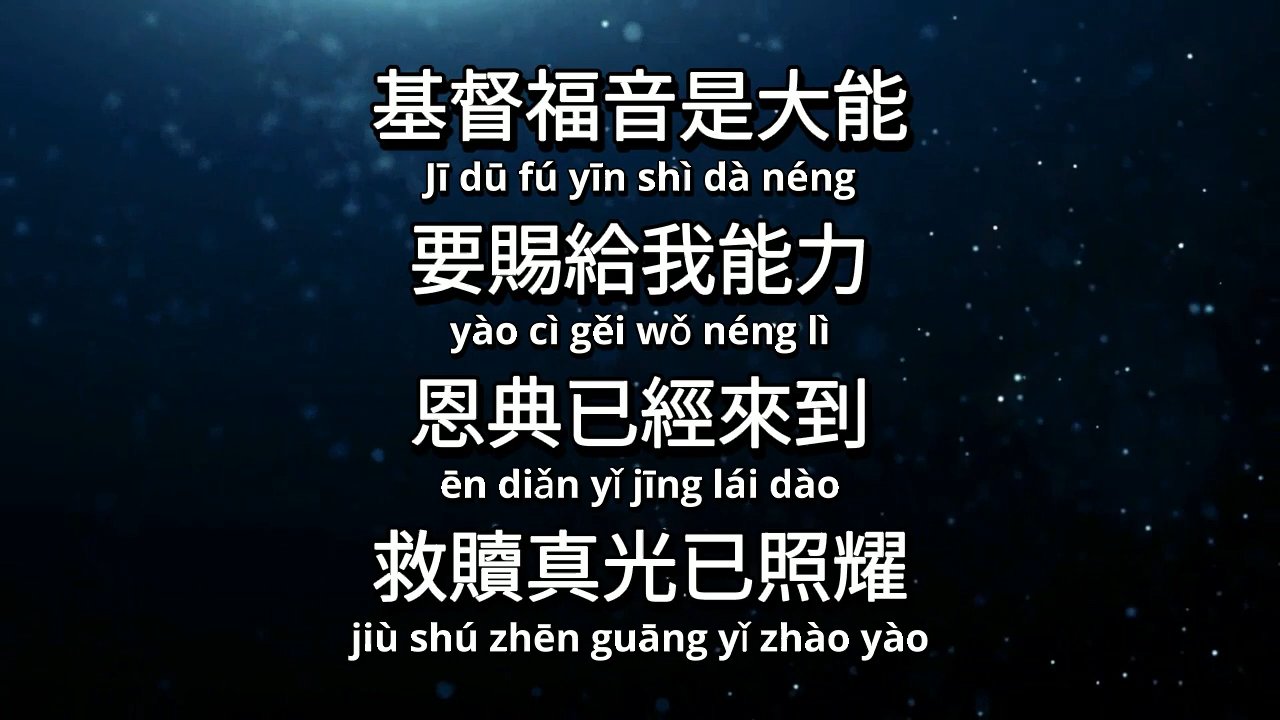 基督福音是大能
Jī dū fú yīn shì dà néng
要賜給我能力
yào cì gěi wǒ néng lì
恩典已經來到
ēn diǎn yǐ jīng lái dào
救贖真光已照耀
jiù shú zhēn guāng yǐ zhào yào